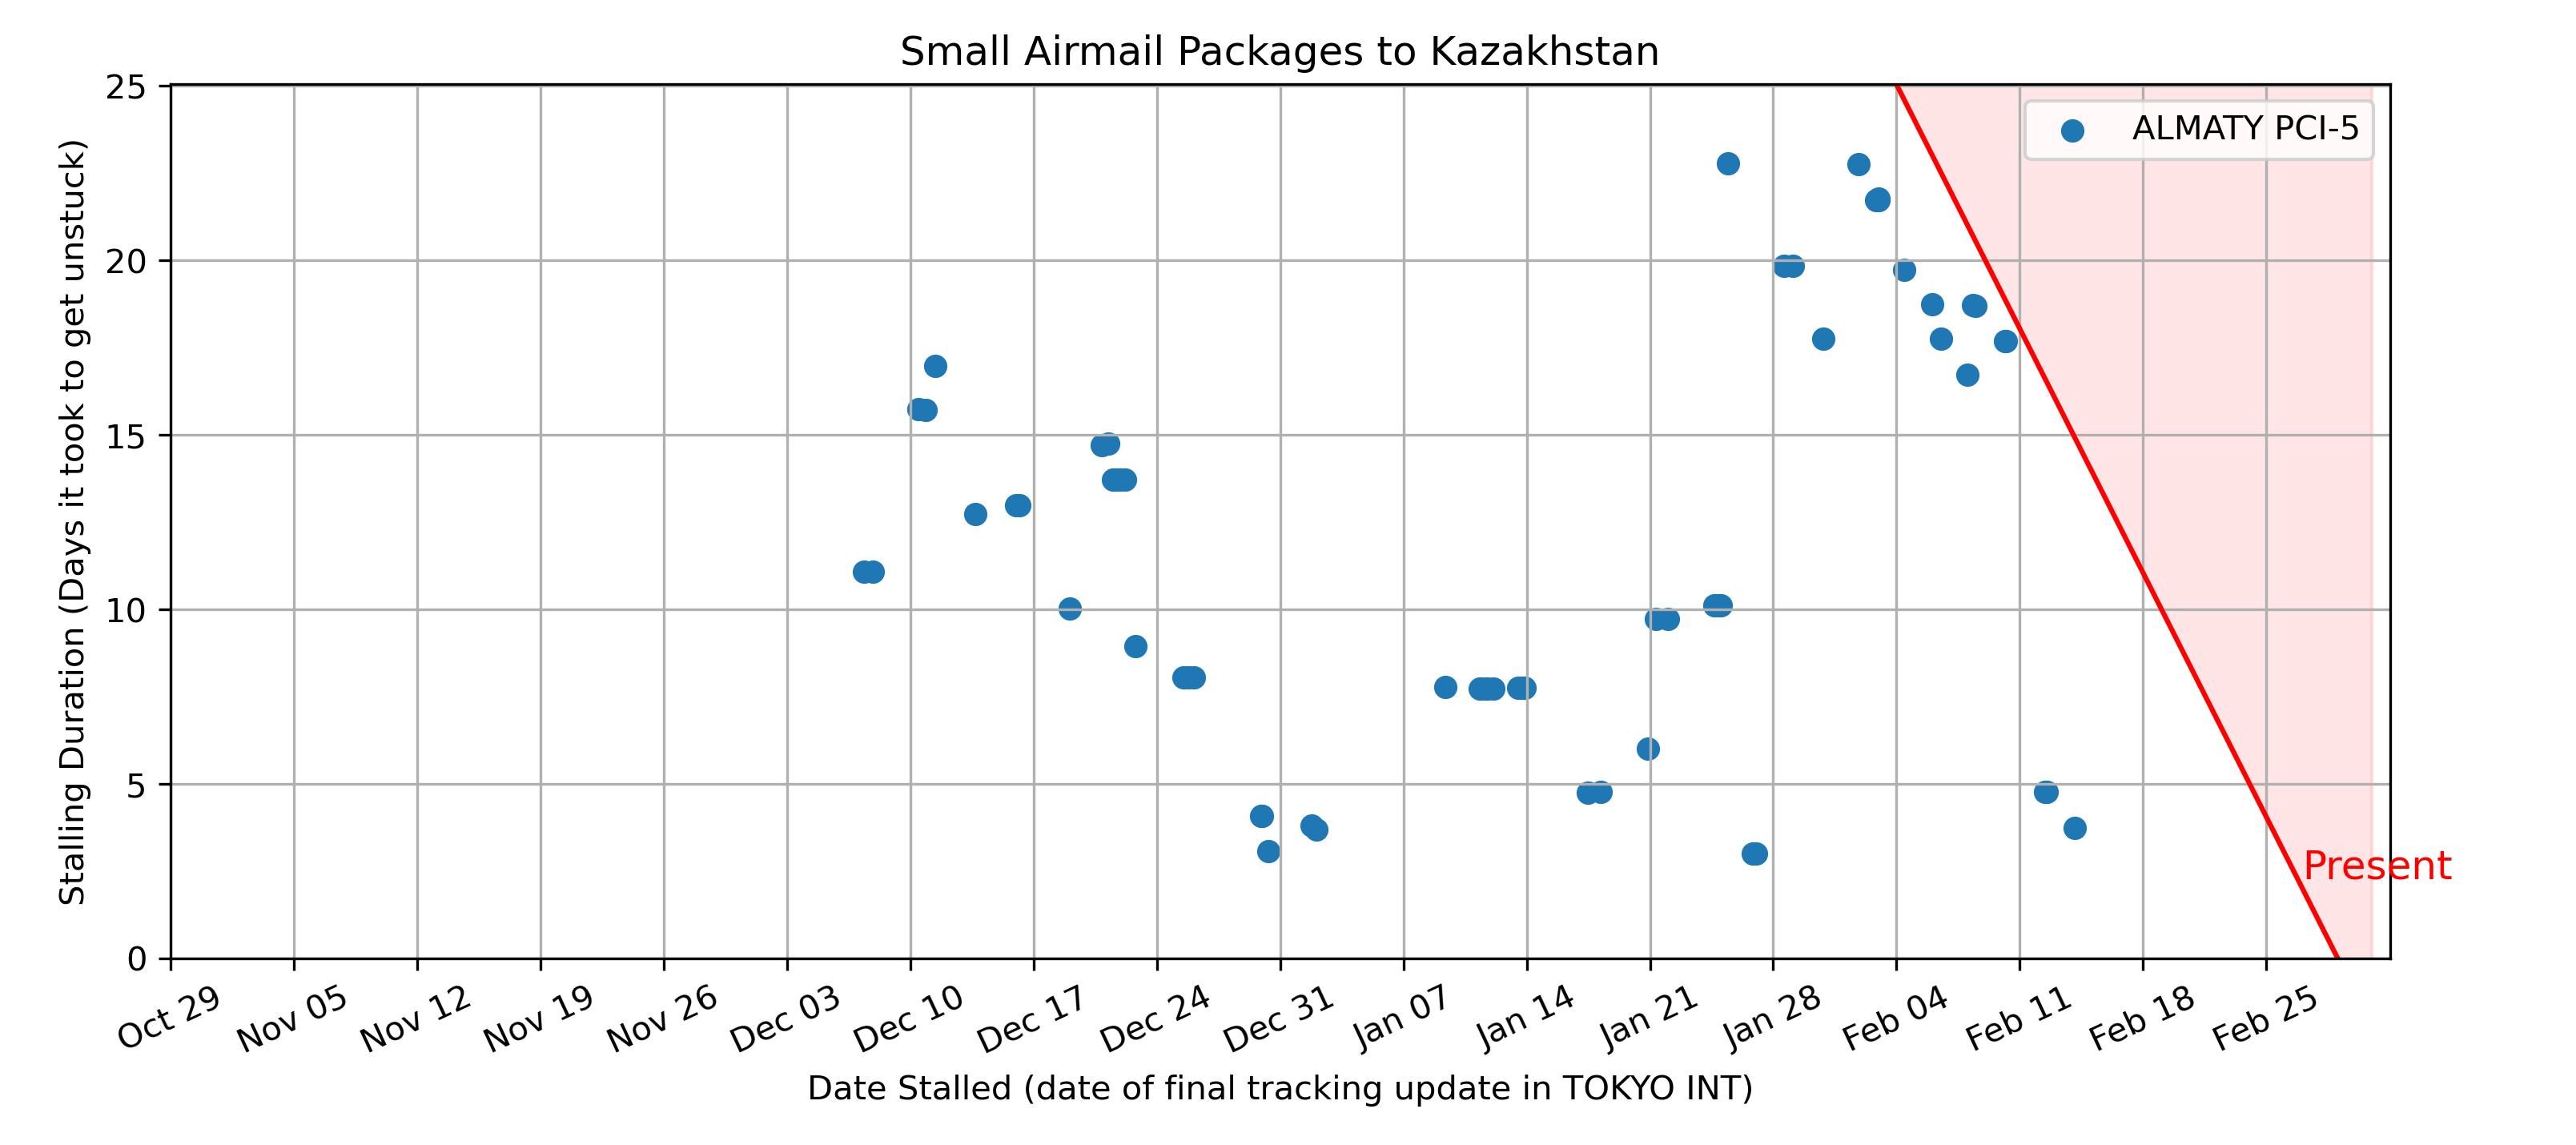 Small Airmail Packages to Kazakhstan
ALMATY PCI-5
Stalling Duration (Days it took to get unstuck)
25
20
15
10
5
0
Present
Oct 29
Nov 05
Nov 12
Nov 19
Nov 26
Dec 03
Dec 10
Dec 17
Dec 24
Dec 31
Jan 07
Jan 14
Jan 21
Jan 28
Feb 04
Feb 11
Feb 18
Feb 25
Date Stalled (date of final tracking update in TOKYO INT)